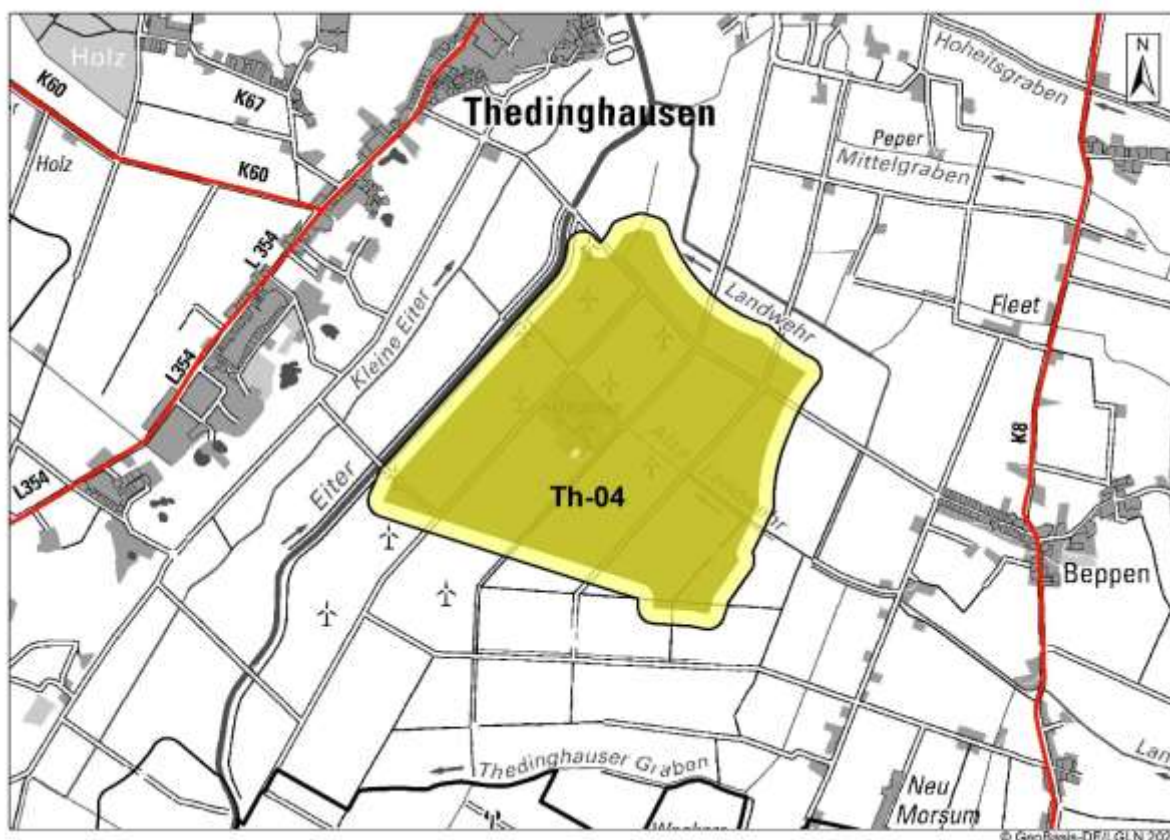 Holz
K60
K67
Thedinghausen
Hoheitsgraben
N
Holz
K60
Peper
Mittelgraben
L 354
Kleine Eiter
Landwehr
Fleet
L354
K8
L354
Eiter
Th-04
Beppen
Thedinghauser Graben
Neu
Morsum